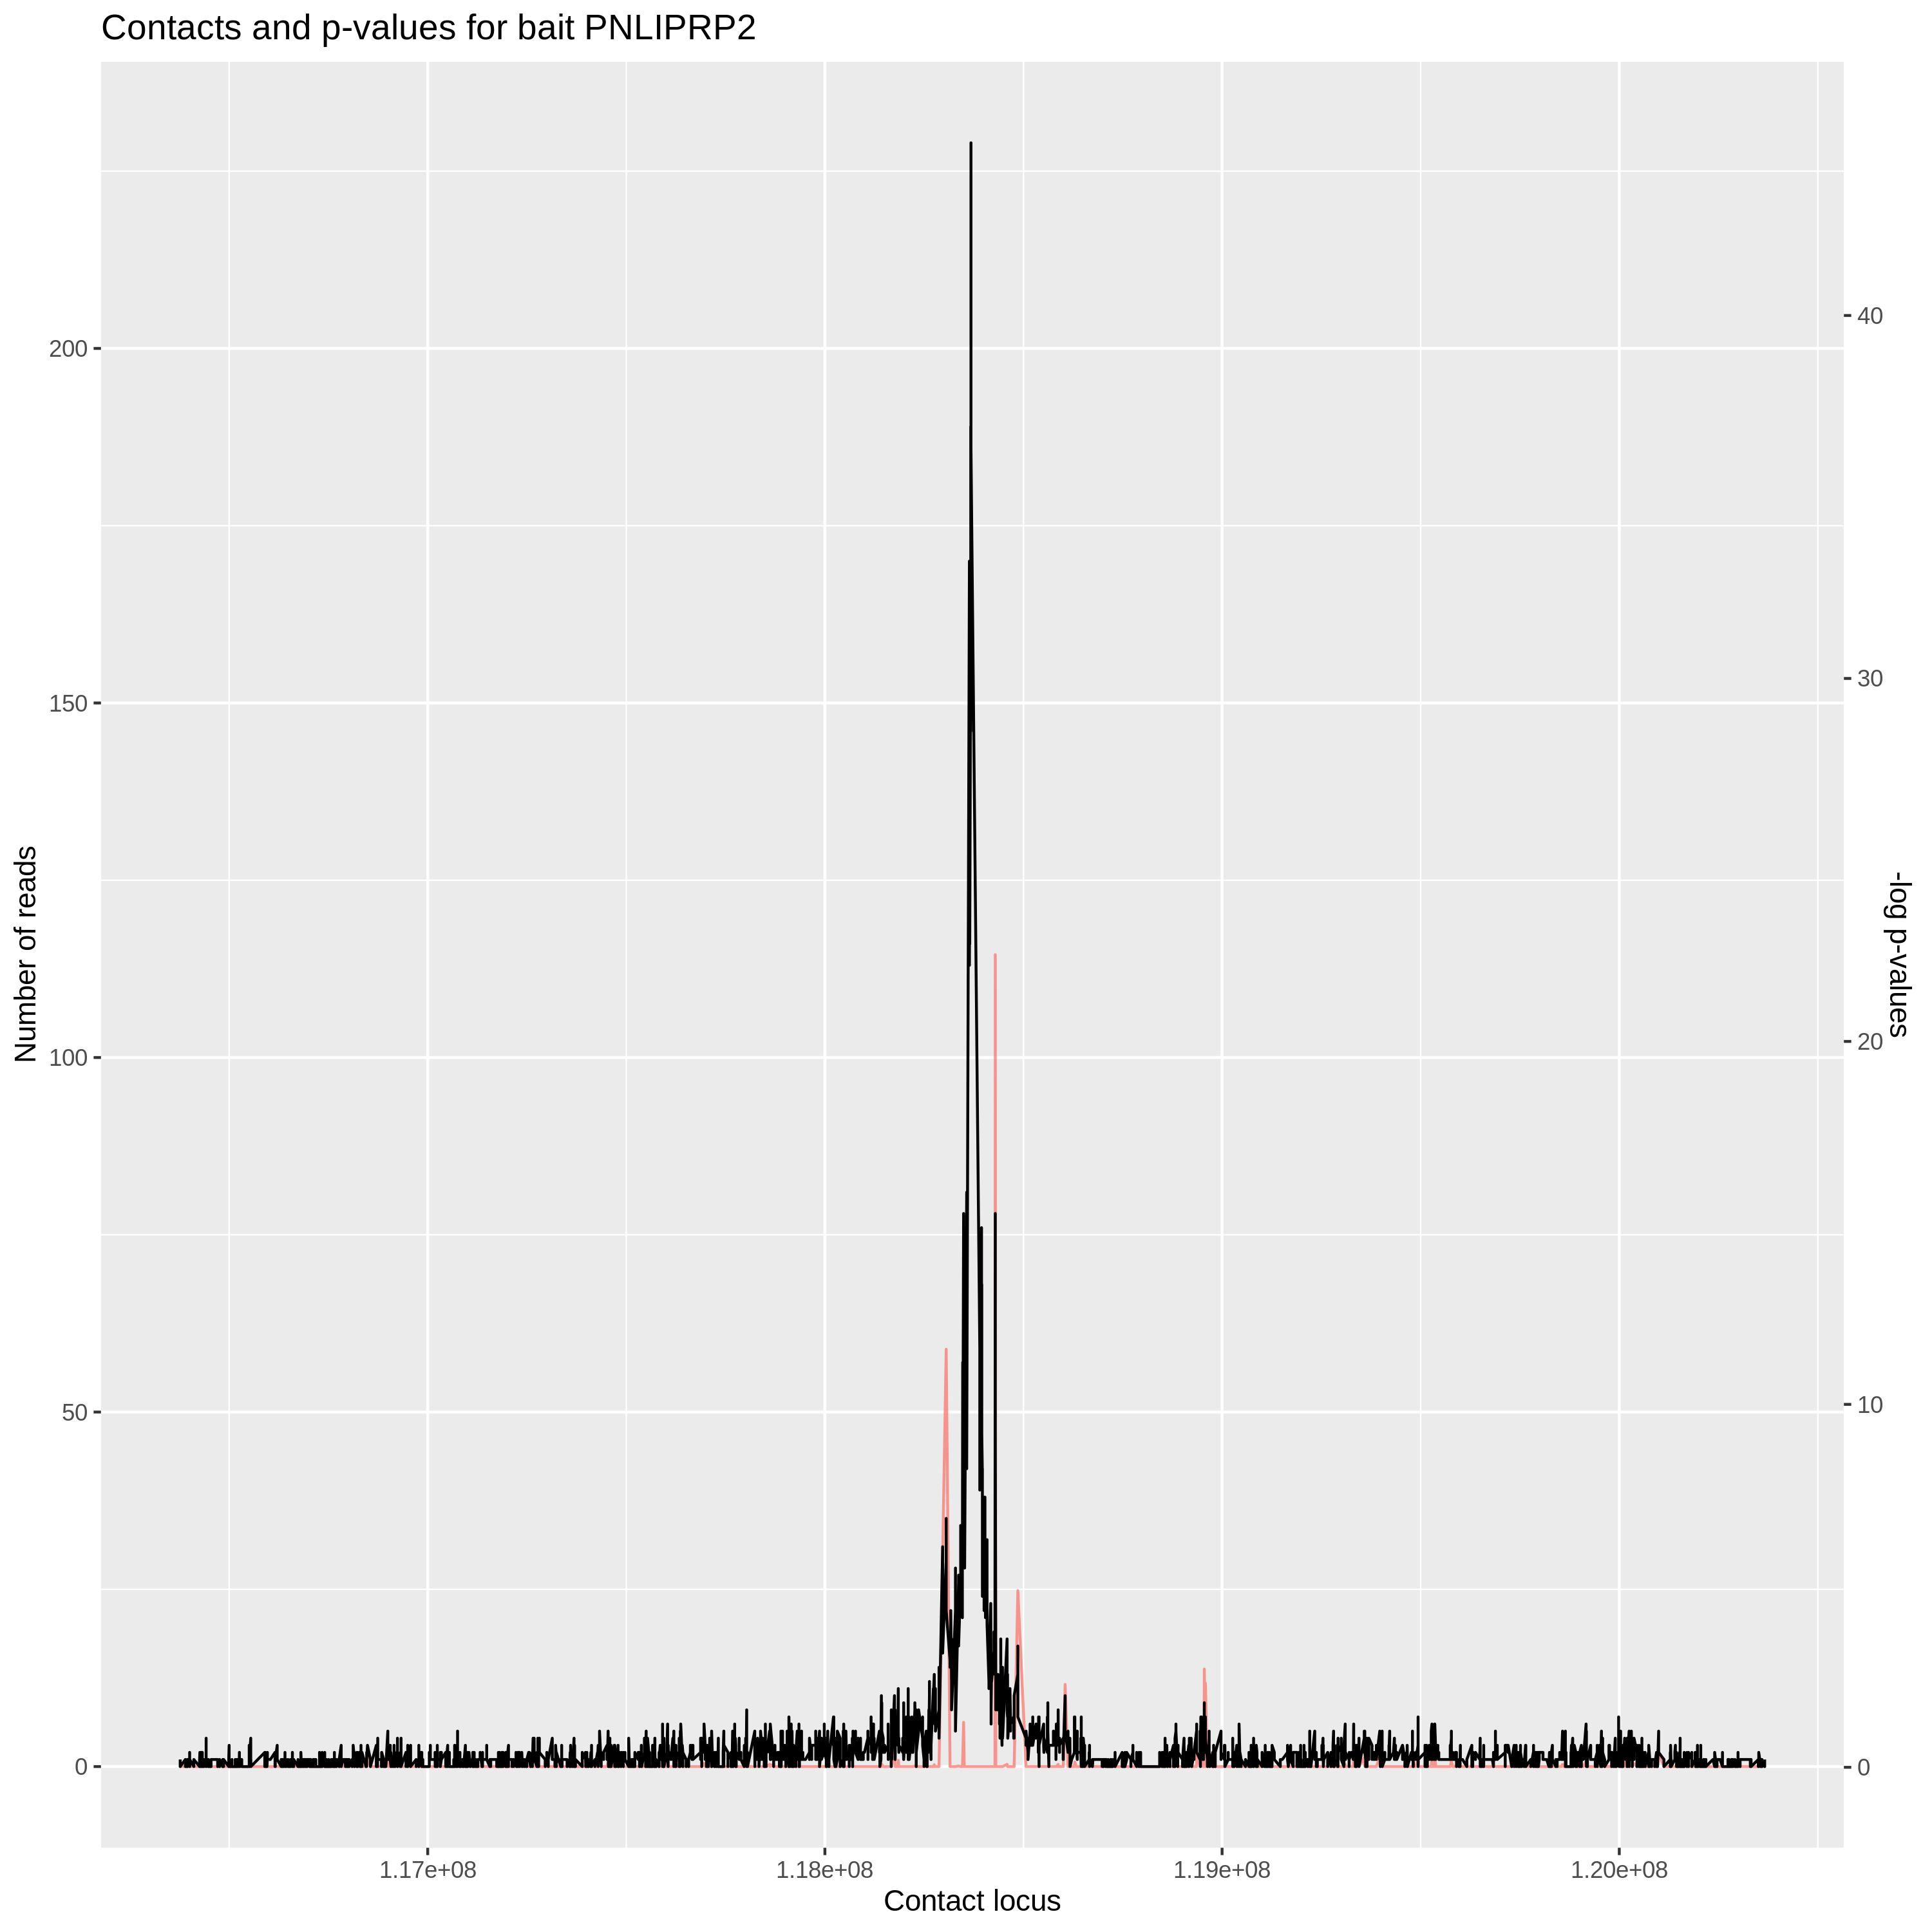 Contacts and p-values for bait PNLIPRP2
Number of reads
200
150
100
50
0
40
30
20
10
0
-log p-values
1.17e+08
1.18e+08
1.19e+08
1.20e+08
Contact locus